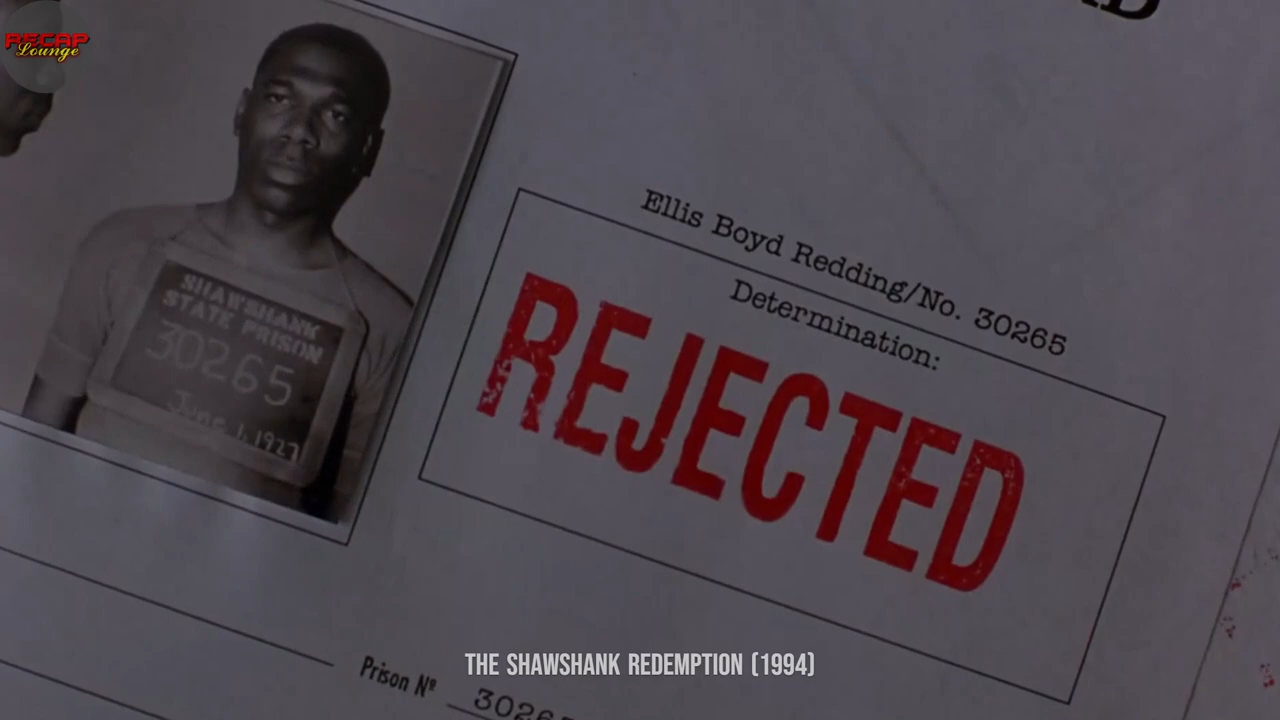 RECAP
Lounge
SHAWSHANK
STATE PRISON
30265
June 1, 1927
Ellis Boyd Redding/No. 30265
Determination:
REJECTED
Prison Nº 30265
THE SHAWSHANK REDEMPTION (1994)